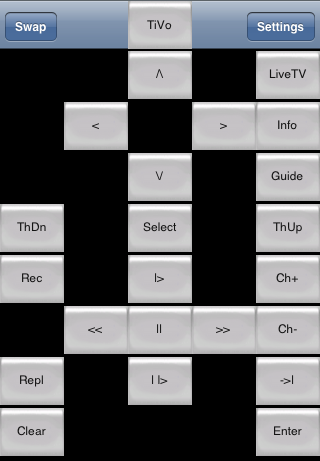 Swap TiVo Settings
/\ LiveTV
< > Info
\/ Guide
ThDn Select ThUp
Rec |> Ch+
<< || >> Ch-
Repl | |> ->|
Clear Enter